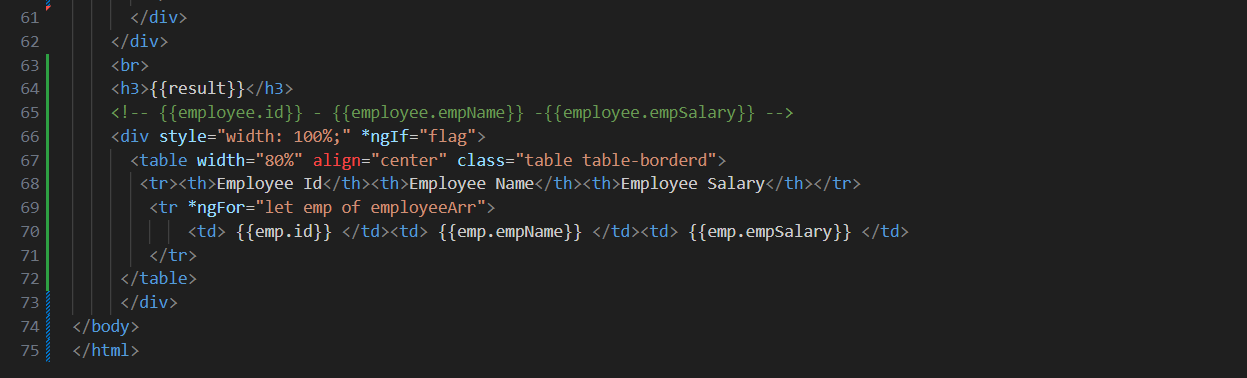 61 </div>
62 </div>
63 <br>
64 <h3>{{result}}</h3>
65 <!-- {{employee.id}} - {{employee.empName}} -{{employee.empSalary}} -->
66 <div style="width: 100%;" *ngIf="flag">
67 <table width="80%" align="center" class="table table-borderd">
68 <tr><th>Employee Id</th><th>Employee Name</th><th>Employee Salary</th></tr>
69 <tr *ngFor="let emp of employeeArr">
70 <td> {{emp.id}} </td><td> {{emp.empName}} </td><td> {{emp.empSalary}} </td>
71 </tr>
72 </table>
73 </div>
74 </body>
75 </html>